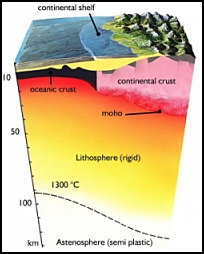 continental shelf
10
continental crust
oceanic crust
moho
50
Lithosphere (rigid)
1300 °C
100
km
Astenosphere (semi plastic)